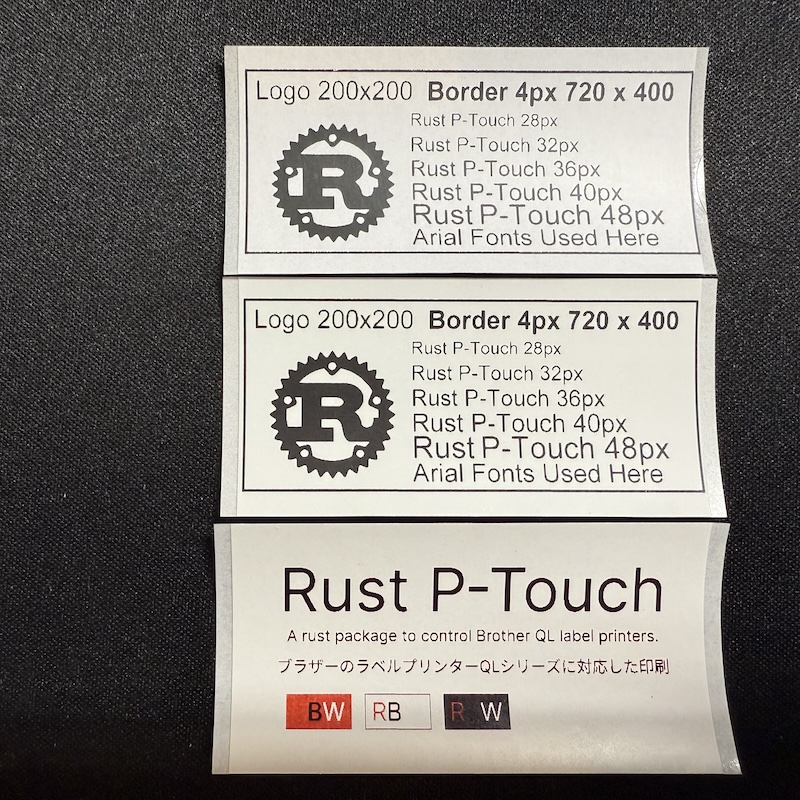 Logo 200x200 Border 4px 720 x 400
Rust P-Touch 28px
Rust P-Touch 32px
Rust P-Touch 36px
Rust P-Touch 40px
Rust P-Touch 48px
Arial Fonts Used Here
R
Logo 200x200 Border 4px 720 x 400
Rust P-Touch 28px
Rust P-Touch 32px
Rust P-Touch 36px
Rust P-Touch 40px
Rust P-Touch 48px
Arial Fonts Used Here
R
Rust P-Touch
A rust package to control Brother QL label printers.
ブラザーのラベルプリンターQLシリーズに対応した印刷
BW RB R W